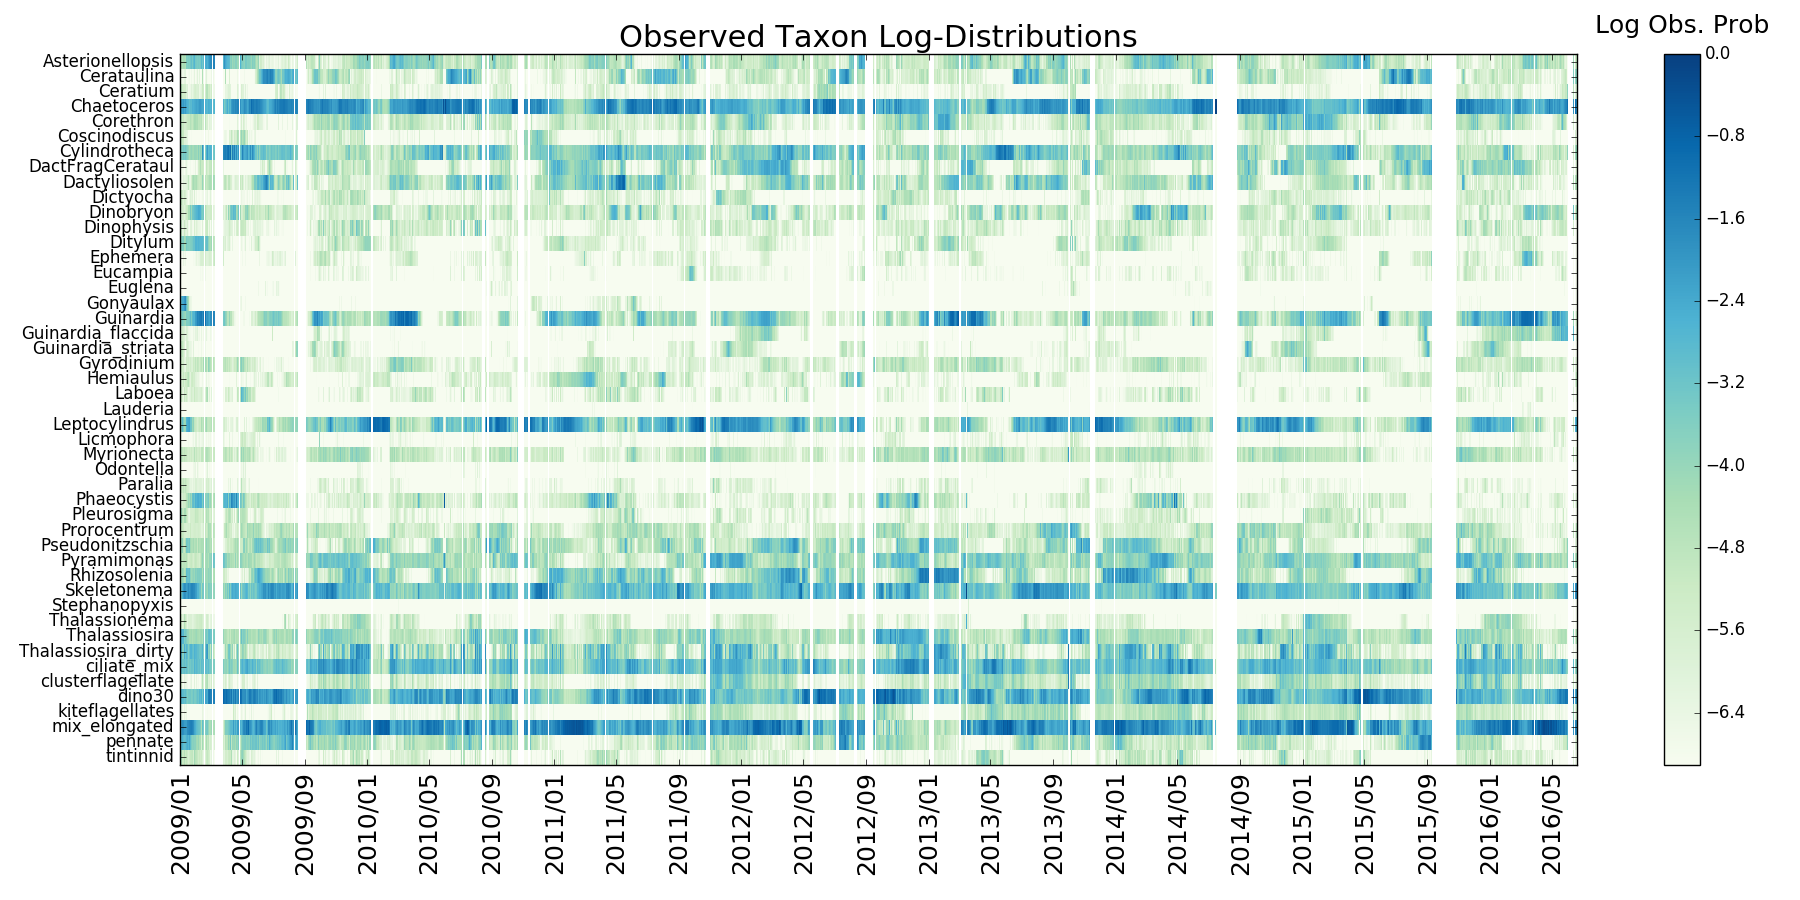 Observed Taxon Log-Distributions
Log Obs. Prob
Asterionellopsis
Cerataulina
Ceratium
Chaetoceros
Corethron
Coscinodiscus
Cylindrotheca
DactFragCerataul
Dactyliosolen
Dictyocha
Dinobryon
Dinophysis
Ditylum
Ephemera
Eucampia
Euglena
Gonyaulax
Guinardia
Guinardia_flaccida
Guinardia_striata
Gyrodinium
Hemiaulus
Laboea
Lauderia
Leptocylindrus
Licmophora
Myrionecta
Odontella
Paralia
Phaeocystis
Pleurosigma
Prorocentrum
Pseudonitzschia
Pyramimonas
Rhizosolenia
Skeletonema
Stephanopyxis
Thalassionema
Thalassiosira
Thalassiosira_dirty
ciliate_mix
clusterflagellate
dino30
kiteflagellates
mix_elongated
pennate
tintinnid
2009/01
2009/05
2009/09
2010/01
2010/05
2010/09
2011/01
2011/05
2011/09
2012/01
2012/05
2012/09
2013/01
2013/05
2013/09
2014/01
2014/05
2014/09
2015/01
2015/05
2015/09
2016/01
2016/05
0.0
−0.8
−1.6
−2.4
−3.2
−4.0
−4.8
−5.6
−6.4